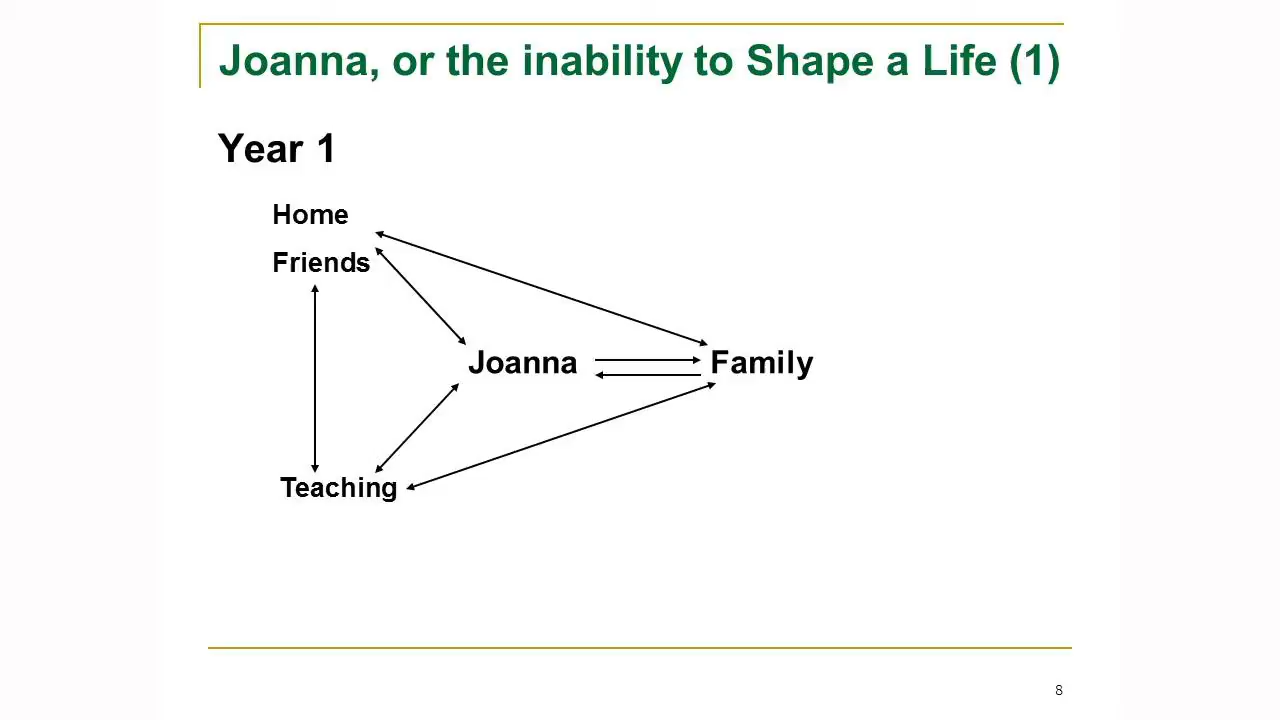 Joanna, or the inability to Shape a Life (1)
Year 1
Home
Friends
Joanna
Family
Teaching
8